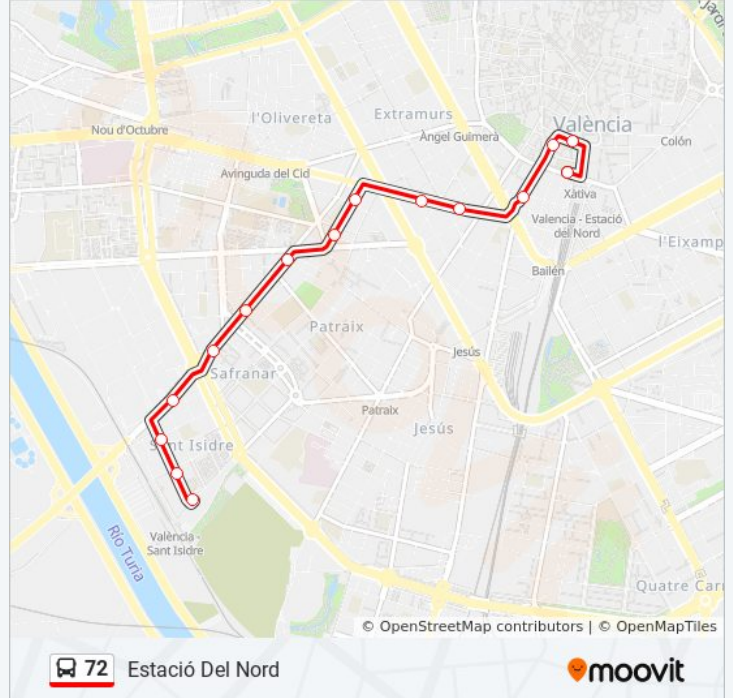 València
Extramurs
l'Olivereta
Nou d'Octubre
Àngel Guimerà
Colón
Avinguda del Cid
Xàtiva
Valencia - Estació
del Nord
l'Eixamp
Bailén
Patraix
Jesús
Safranar
Patraix
Jesús
Sant Isidre
València -
Sant Isidre
Río Turia
Quatre Carr
© OpenStreetMap contributors | © OpenMapTiles
72 Estació Del Nord
moovit